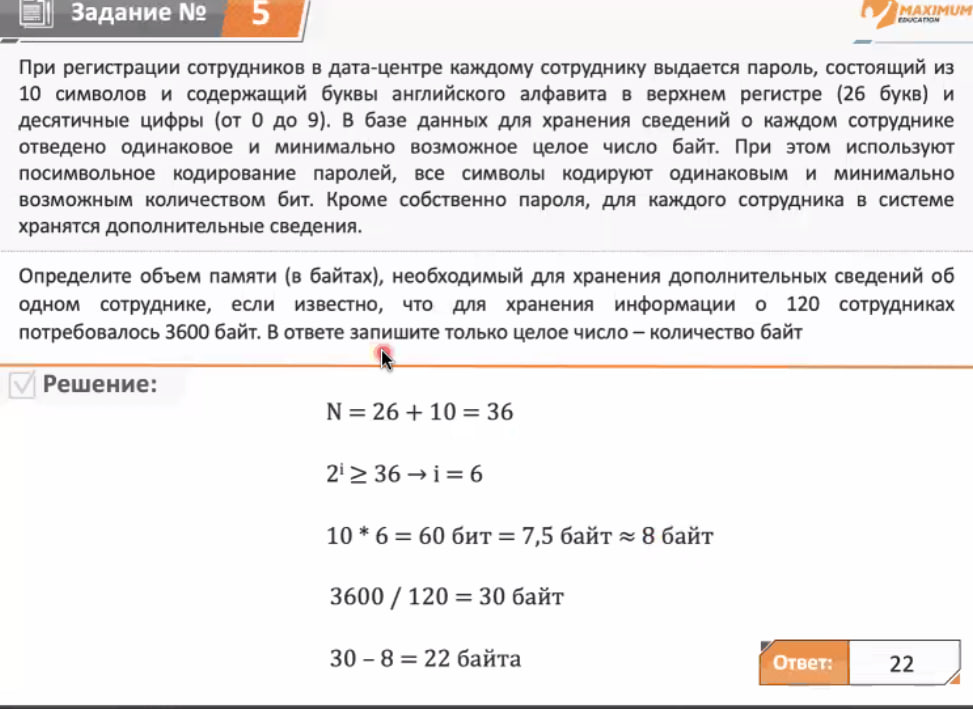 Задание № 5
MAXIMUM
EDUCATION
При регистрации сотрудников в дата-центре каждому сотруднику выдается пароль, состоящий из
10 символов и содержащий буквы английского алфавита в верхнем регистре (26 букв) и
десятичные цифры (от 0 до 9). В базе данных для хранения сведений о каждом сотруднике
отведено одинаковое и минимально возможное целое число байт. При этом используют
посимвольное кодирование паролей, все символы кодируют одинаковым и минимально
возможным количеством бит. Кроме собственно пароля, для каждого сотрудника в системе
хранятся дополнительные сведения.
Определите объем памяти (в байтах), необходимый для хранения дополнительных сведений об
одном сотруднике, если известно, что для хранения информации о 120 сотрудниках
потребовалось 3600 байт. В ответе запишите только целое число – количество байт
Решение:
N = 26 + 10 = 36
2ⁱ ≥ 36 → i = 6
10 * 6 = 60 бит = 7,5 байт ≈ 8 байт
3600 / 120 = 30 байт
30 – 8 = 22 байта
Ответ: 22